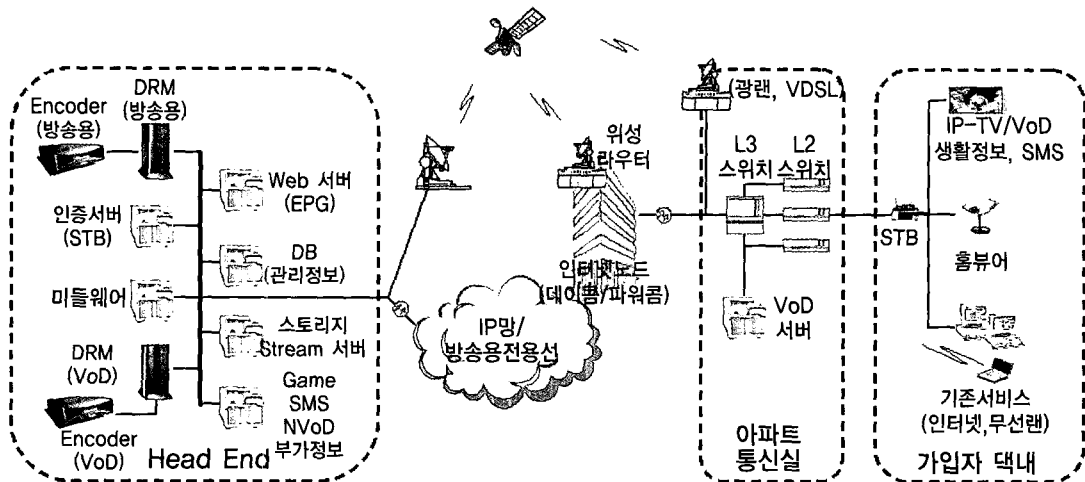 DRM
(방송용)
Encoder
(방송용)
Web 서버
(EPG)
인증서버
(STB)
DB
(관리정보)
미들웨어
스토리지
Stream 서버
DRM
(VoD)
Game
SMS
NVoD
부가정보
Encoder
(VoD)
Head End
위성
라우터
인터넷노드
(데이콤/파워콤)
IP망/
방송용전용선
(광랜, VDSL)
L3
스위치
L2
스위치
VoD
서버
아파트
통신실
STB
IP-TV/VoD
생활정보, SMS
홈뷰어
기존서비스
(인터넷,무선랜)
가입자 댁내